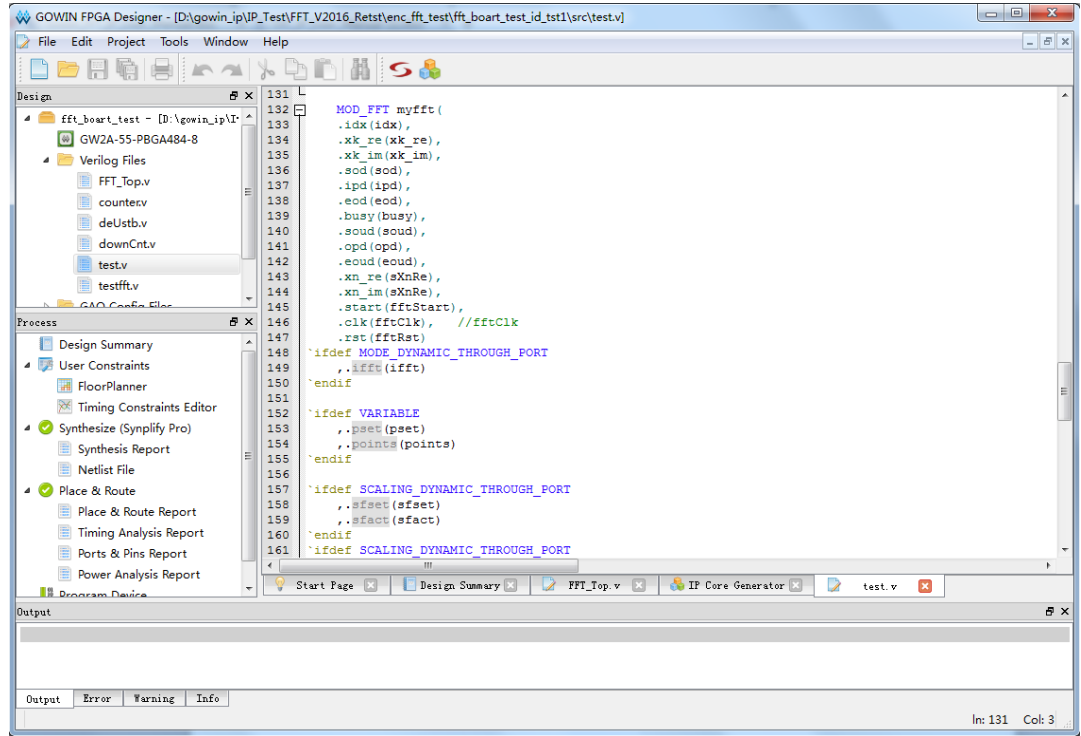 GOWIN FPGA Designer - [D:\gowin_ip\IP_Test\FFT_V2016_Retst\enc_fft_test\fft_boart_test_id_tst1\src\test.v]
File Edit Project Tools Window Help
Design
fft_boart_test - [D:\gowin_ip\I
GW2A-55-PBGA484-8
Verilog Files
FFT_Top.v
counter.v
deUstb.v
downCnt.v
test.v
testfft.v
GAO Config Files
Process
Design Summary
User Constraints
FloorPlanner
Timing Constraints Editor
Synthesize (Synplify Pro)
Synthesis Report
Netlist File
Place & Route
Place & Route Report
Timing Analysis Report
Ports & Pins Report
Power Analysis Report
Program Device
131
132 MOD_FFT myfft(
133 .idx(idx),
134 .xk_re(xk_re),
135 .xk_im(xk_im),
136 .sod(sod),
137 .ipd(ipd),
138 .eod(eod),
139 .busy(busy),
140 .soud(soud),
141 .opd(opd),
142 .eoud(eoud),
143 .xn_re(sXnRe),
144 .xn_im(sXnRe),
145 .start(fftStart),
146 .clk(fftClk), //fftClk
147 .rst(fftRst)
148 `ifdef MODE_DYNAMIC_THROUGH_PORT
149 ,.ifft(ifft)
150 `endif
151
152 `ifdef VARIABLE
153 ,.pset(pset)
154 ,.points(points)
155 `endif
156
157 `ifdef SCALING_DYNAMIC_THROUGH_PORT
158 ,.sfset(sfset)
159 ,.sfact(sfact)
160 `endif
161 `ifdef SCALING_DYNAMIC_THROUGH_PORT
Start Page Design Summary FFT_Top.v IP Core Generator test.v
Output
Output Error Warning Info
ln: 131 Col: 3